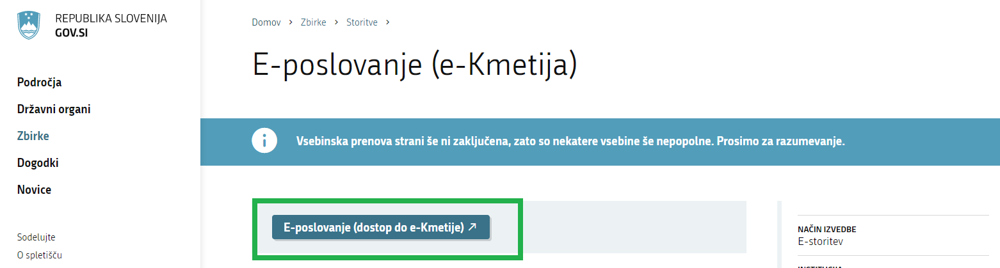 REPUBLIKA SLOVENIJA
GOV.SI
Področja
Državni organi
Zbirke
Dogodki
Novice
Sodelujte
O spletišču
Domov > Zbirke > Storitve >
E-poslovanje (e-Kmetija)
Vsebinska prenova strani še ni zaključena, zato so nekatere vsebine še nepopolne. Prosimo za razumevanje.
E-poslovanje (dostop do e-Kmetije)
NAČIN IZVEDBE
E-storitev